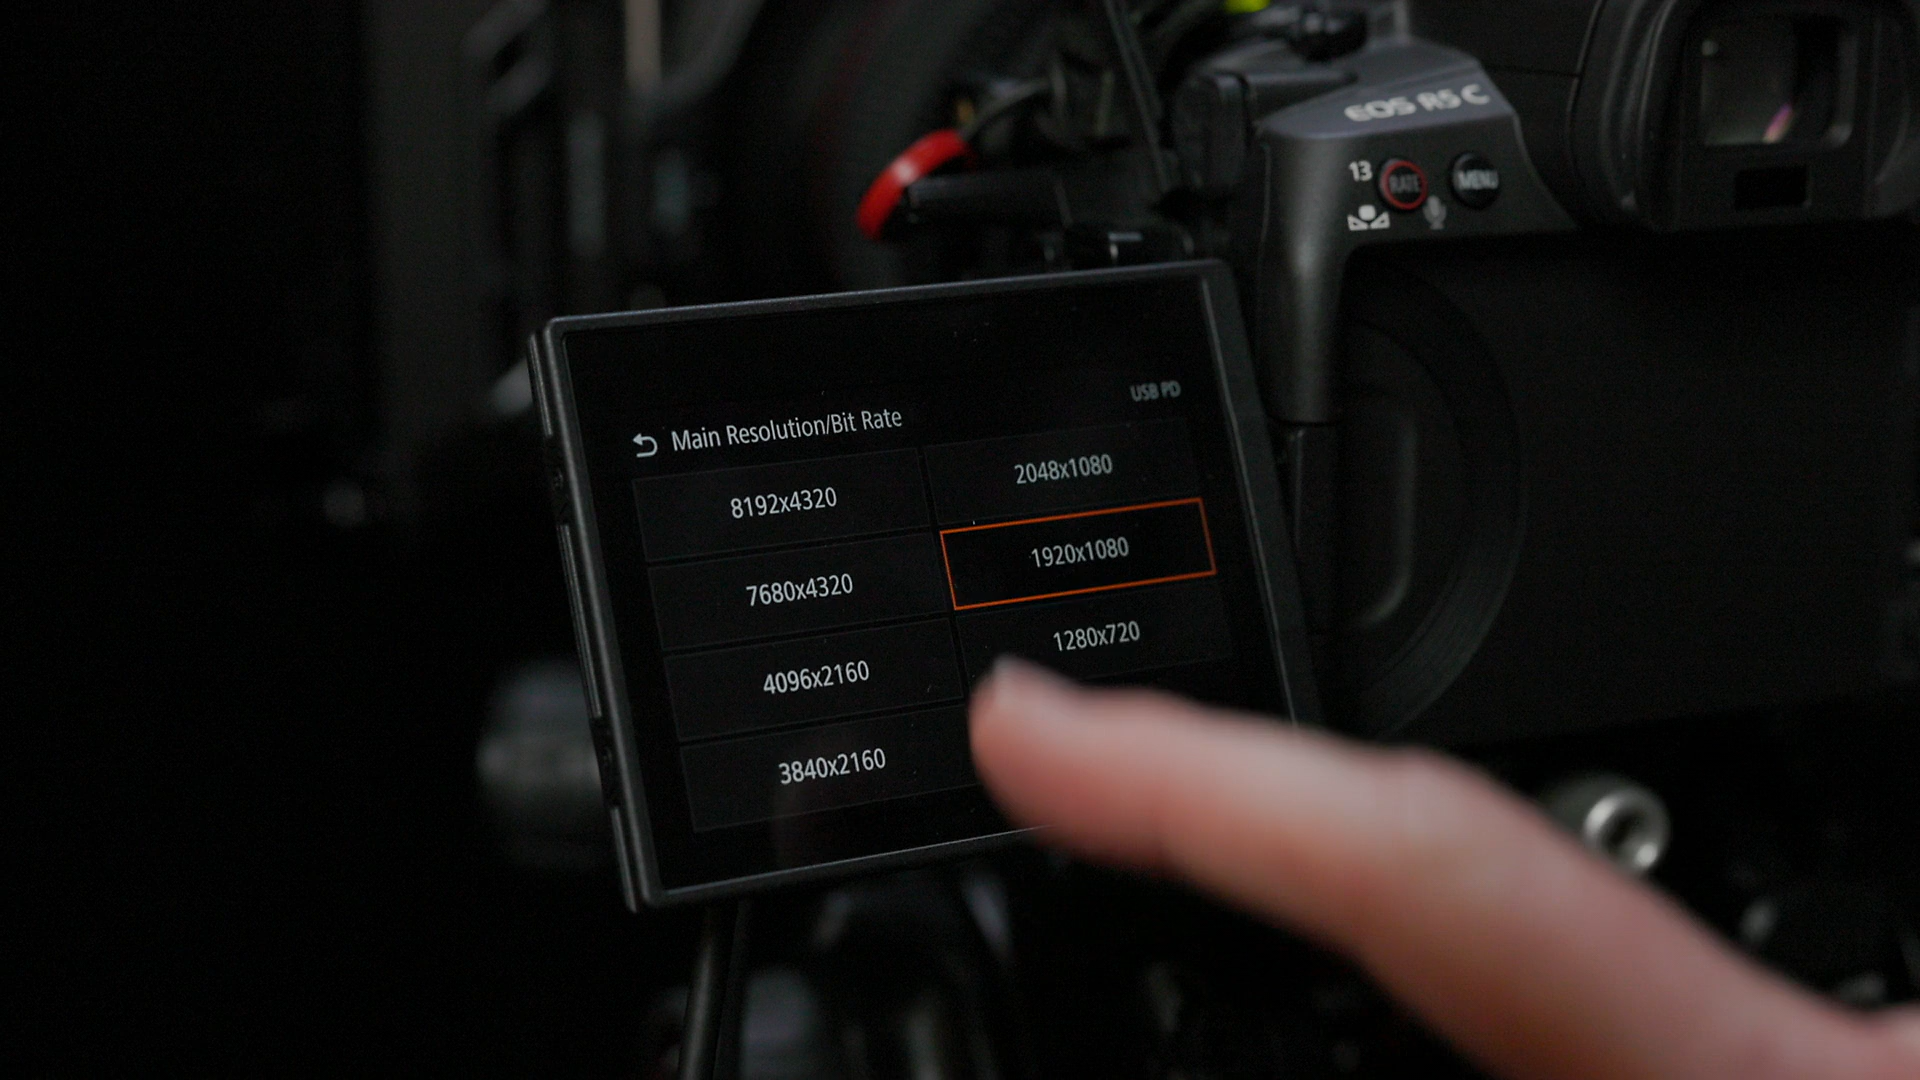 EOS R5 C
13 RATE MENU
USB PD
Main Resolution/Bit Rate
8192x4320
7680x4320
4096x2160
3840x2160
2048x1080
1920x1080
1280x720